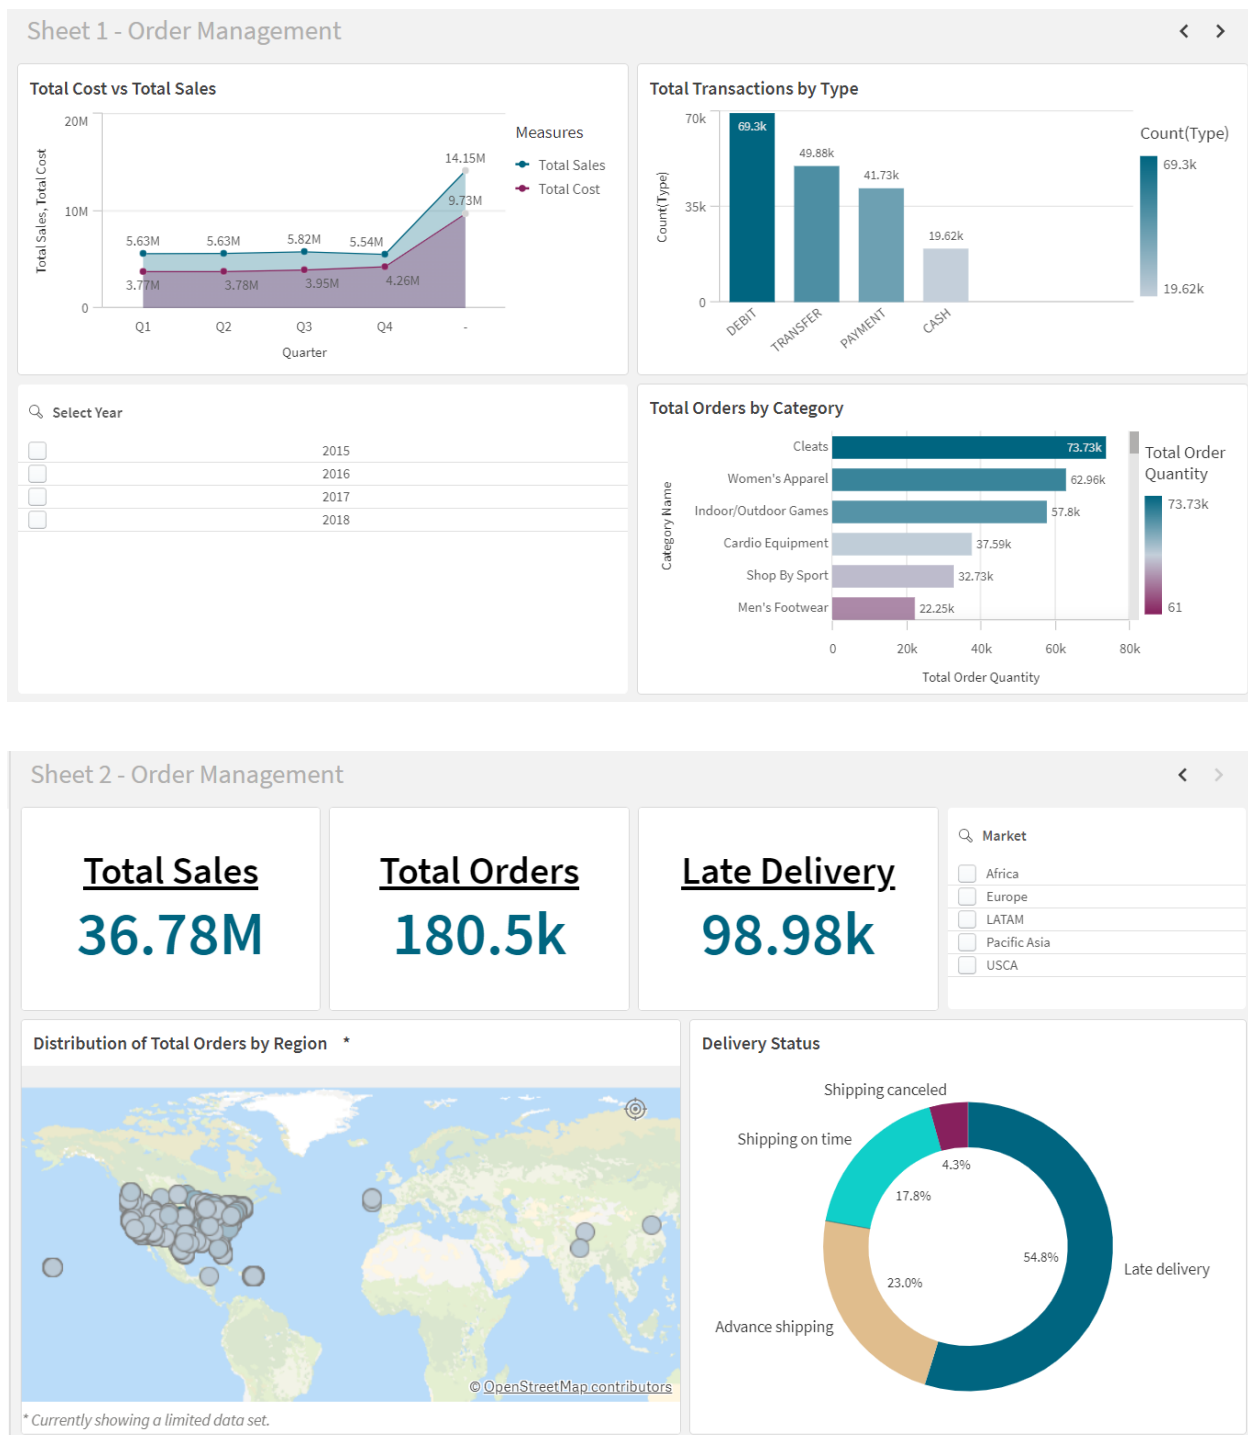 Sheet 1 - Order Management
Total Cost vs Total Sales
Total Sales, Total Cost
20M
10M
0
14.15M
9.73M
5.63M
5.63M
5.82M
5.54M
3.77M
3.78M
3.95M
4.26M
Q1
Q2
Q3
Q4
-
Quarter
Measures
Total Sales
Total Cost
Total Transactions by Type
Count(Type)
70k
35k
0
69.3k
49.88k
41.73k
19.62k
DEBIT
TRANSFER
PAYMENT
CASH
Count(Type)
69.3k
19.62k
Select Year
2015
2016
2017
2018
Total Orders by Category
Category Name
Cleats 73.73k
Women's Apparel 62.96k
Indoor/Outdoor Games 57.8k
Cardio Equipment 37.59k
Shop By Sport 32.73k
Men's Footwear 22.25k
0 20k 40k 60k 80k
Total Order Quantity
Total Order
Quantity
73.73k
61
Sheet 2 - Order Management
Total Sales
36.78M
Total Orders
180.5k
Late Delivery
98.98k
Market
Africa
Europe
LATAM
Pacific Asia
USCA
Distribution of Total Orders by Region *
© OpenStreetMap contributors
* Currently showing a limited data set.
Delivery Status
Shipping canceled
4.3%
Shipping on time
17.8%
Advance shipping
23.0%
Late delivery
54.8%